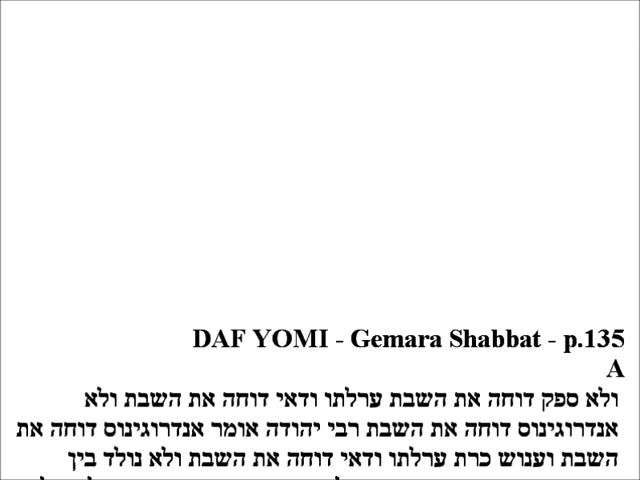 DAF YOMI - Gemara Shabbat - p.135
A
ולא ספק דוחה את השבת ערלתו ודאי דוחה את השבת ולא
אנדרוגינוס דוחה את השבת רבי יהודה אומר אנדרוגינוס דוחה את
השבת וענוש כרת ערלתו ודאי דוחה את השבת ולא נולד בין